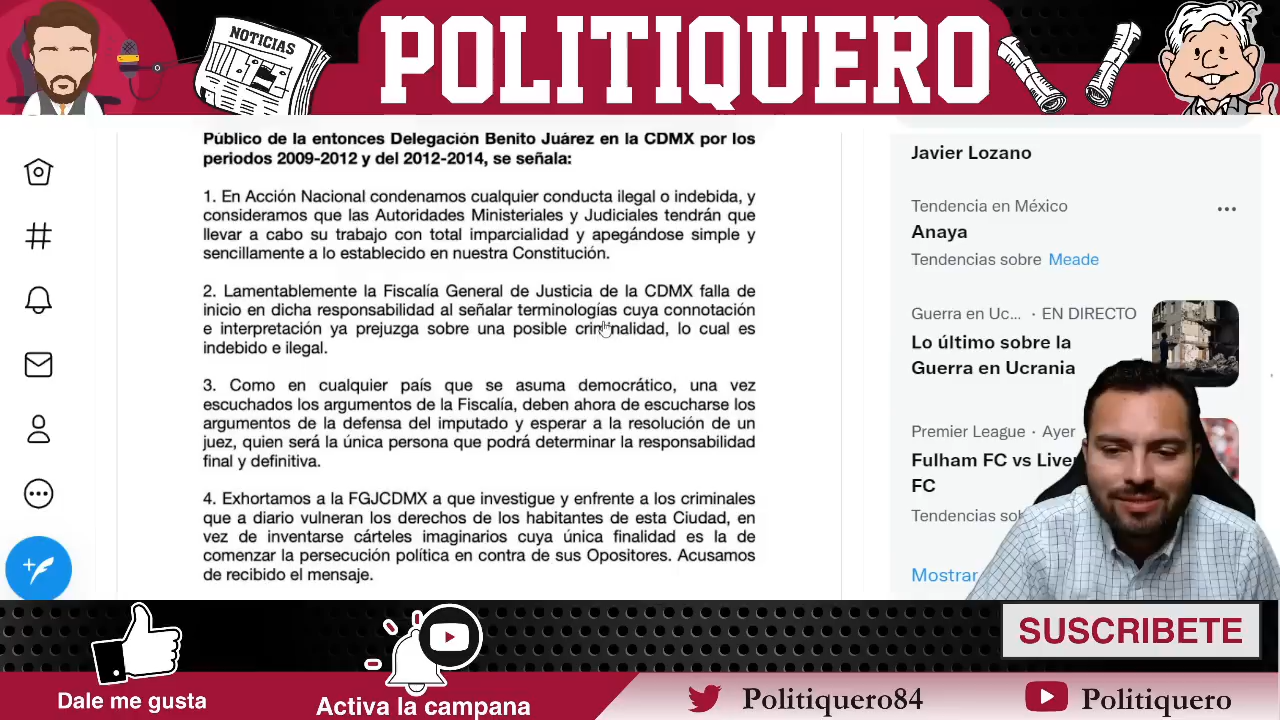 NOTICIAS
POLITIQUERO
Público de la entonces Delegación Benito Juárez en la CDMX por los
periodos 2009-2012 y del 2012-2014, se señala:
1. En Acción Nacional condenamos cualquier conducta ilegal o indebida, y
consideramos que las Autoridades Ministeriales y Judiciales tendrán que
llevar a cabo su trabajo con total imparcialidad y apegándose simple y
sencillamente a lo establecido en nuestra Constitución.
2. Lamentablemente la Fiscalía General de Justicia de la CDMX falla de
inicio en dicha responsabilidad al señalar terminologías cuya connotación
e interpretación ya prejuzga sobre una posible criminalidad, lo cual es
indebido e ilegal.
3. Como en cualquier país que se asuma democrático, una vez
escuchados los argumentos de la Fiscalía, deben ahora de escucharse los
argumentos de la defensa del imputado y esperar a la resolución de un
juez, quien será la única persona que podrá determinar la responsabilidad
final y definitiva.
4. Exhortamos a la FGJCDMX a que investigue y enfrente a los criminales
que a diario vulneran los derechos de los habitantes de esta Ciudad, en
vez de inventarse cárteles imaginarios cuya única finalidad es la de
comenzar la persecución política en contra de sus Opositores. Acusamos
de recibido el mensaje.
Javier Lozano
Tendencia en México
Anaya
Tendencias sobre Meade
Guerra en Uc... · EN DIRECTO
Lo último sobre la
Guerra en Ucrania
Premier League · Ayer
Fulham FC vs Live
FC
Tendencias so
Mostrar
SUSCRIBETE
Dale me gusta
Activa la campana
Politiquero84
Politiquero